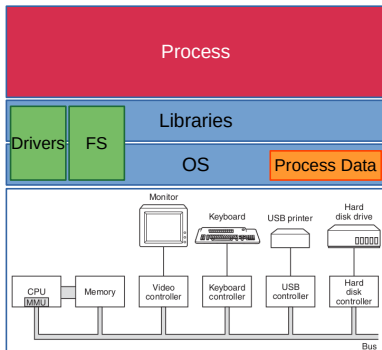 Process
Libraries
Drivers
FS
OS
Process Data
Monitor
Keyboard
USB printer
Hard
disk drive
CPU
MMU
Memory
Video
controller
Keyboard
controller
USB
controller
Hard
disk
controller
Bus